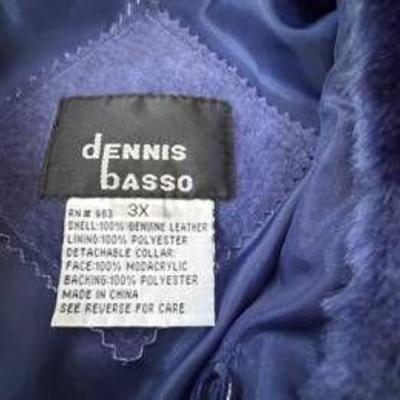 dENNIS
basso
RN# 963 3X
SHELL:100% GENUINE LEATHER
LINING:100% POLYESTER
DETACHABLE COLLAR:
FACE:100% MODACRYLIC
BACKING:100% POLYESTER
MADE IN CHINA
SEE REVERSE FOR CARE